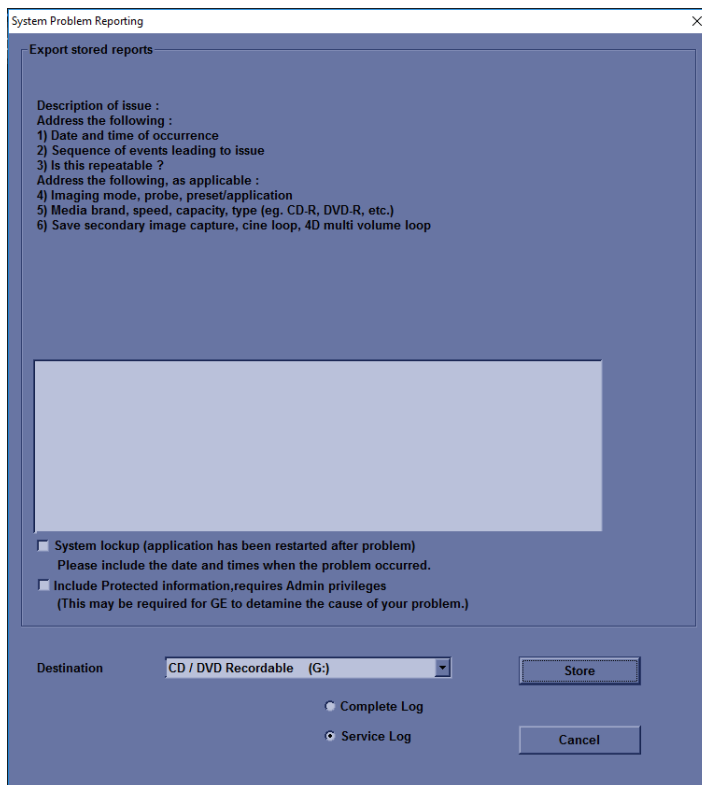 System Problem Reporting
Export stored reports
Description of issue :
Address the following :
1) Date and time of occurrence
2) Sequence of events leading to issue
3) Is this repeatable ?
Address the following, as applicable :
4) Imaging mode, probe, preset/application
5) Media brand, speed, capacity, type (eg. CD-R, DVD-R, etc.)
6) Save secondary image capture, cine loop, 4D multi volume loop
System lockup (application has been restarted after problem)
Please include the date and times when the problem occurred.
Include Protected information,requires Admin privileges
(This may be required for GE to detamine the cause of your problem.)
Destination CD / DVD Recordable (G:) Store
Complete Log
Service Log Cancel